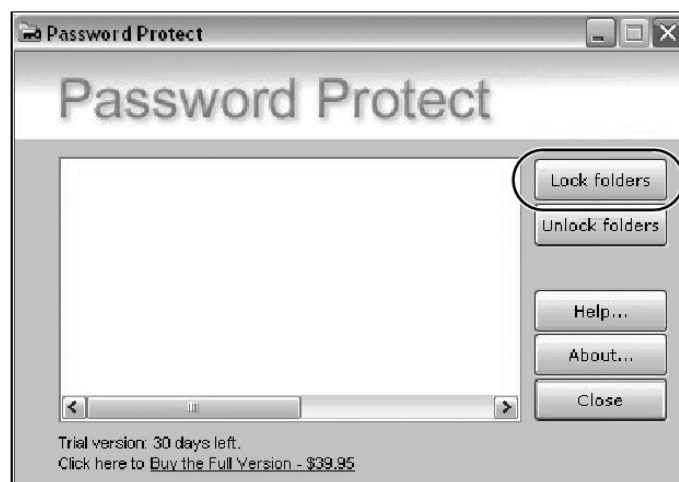 Password Protect
Password Protect
Lock folders
Unlock folders
Help...
About...
Close
Trial version: 30 days left.
Click here to Buy the Full Version - $39.95